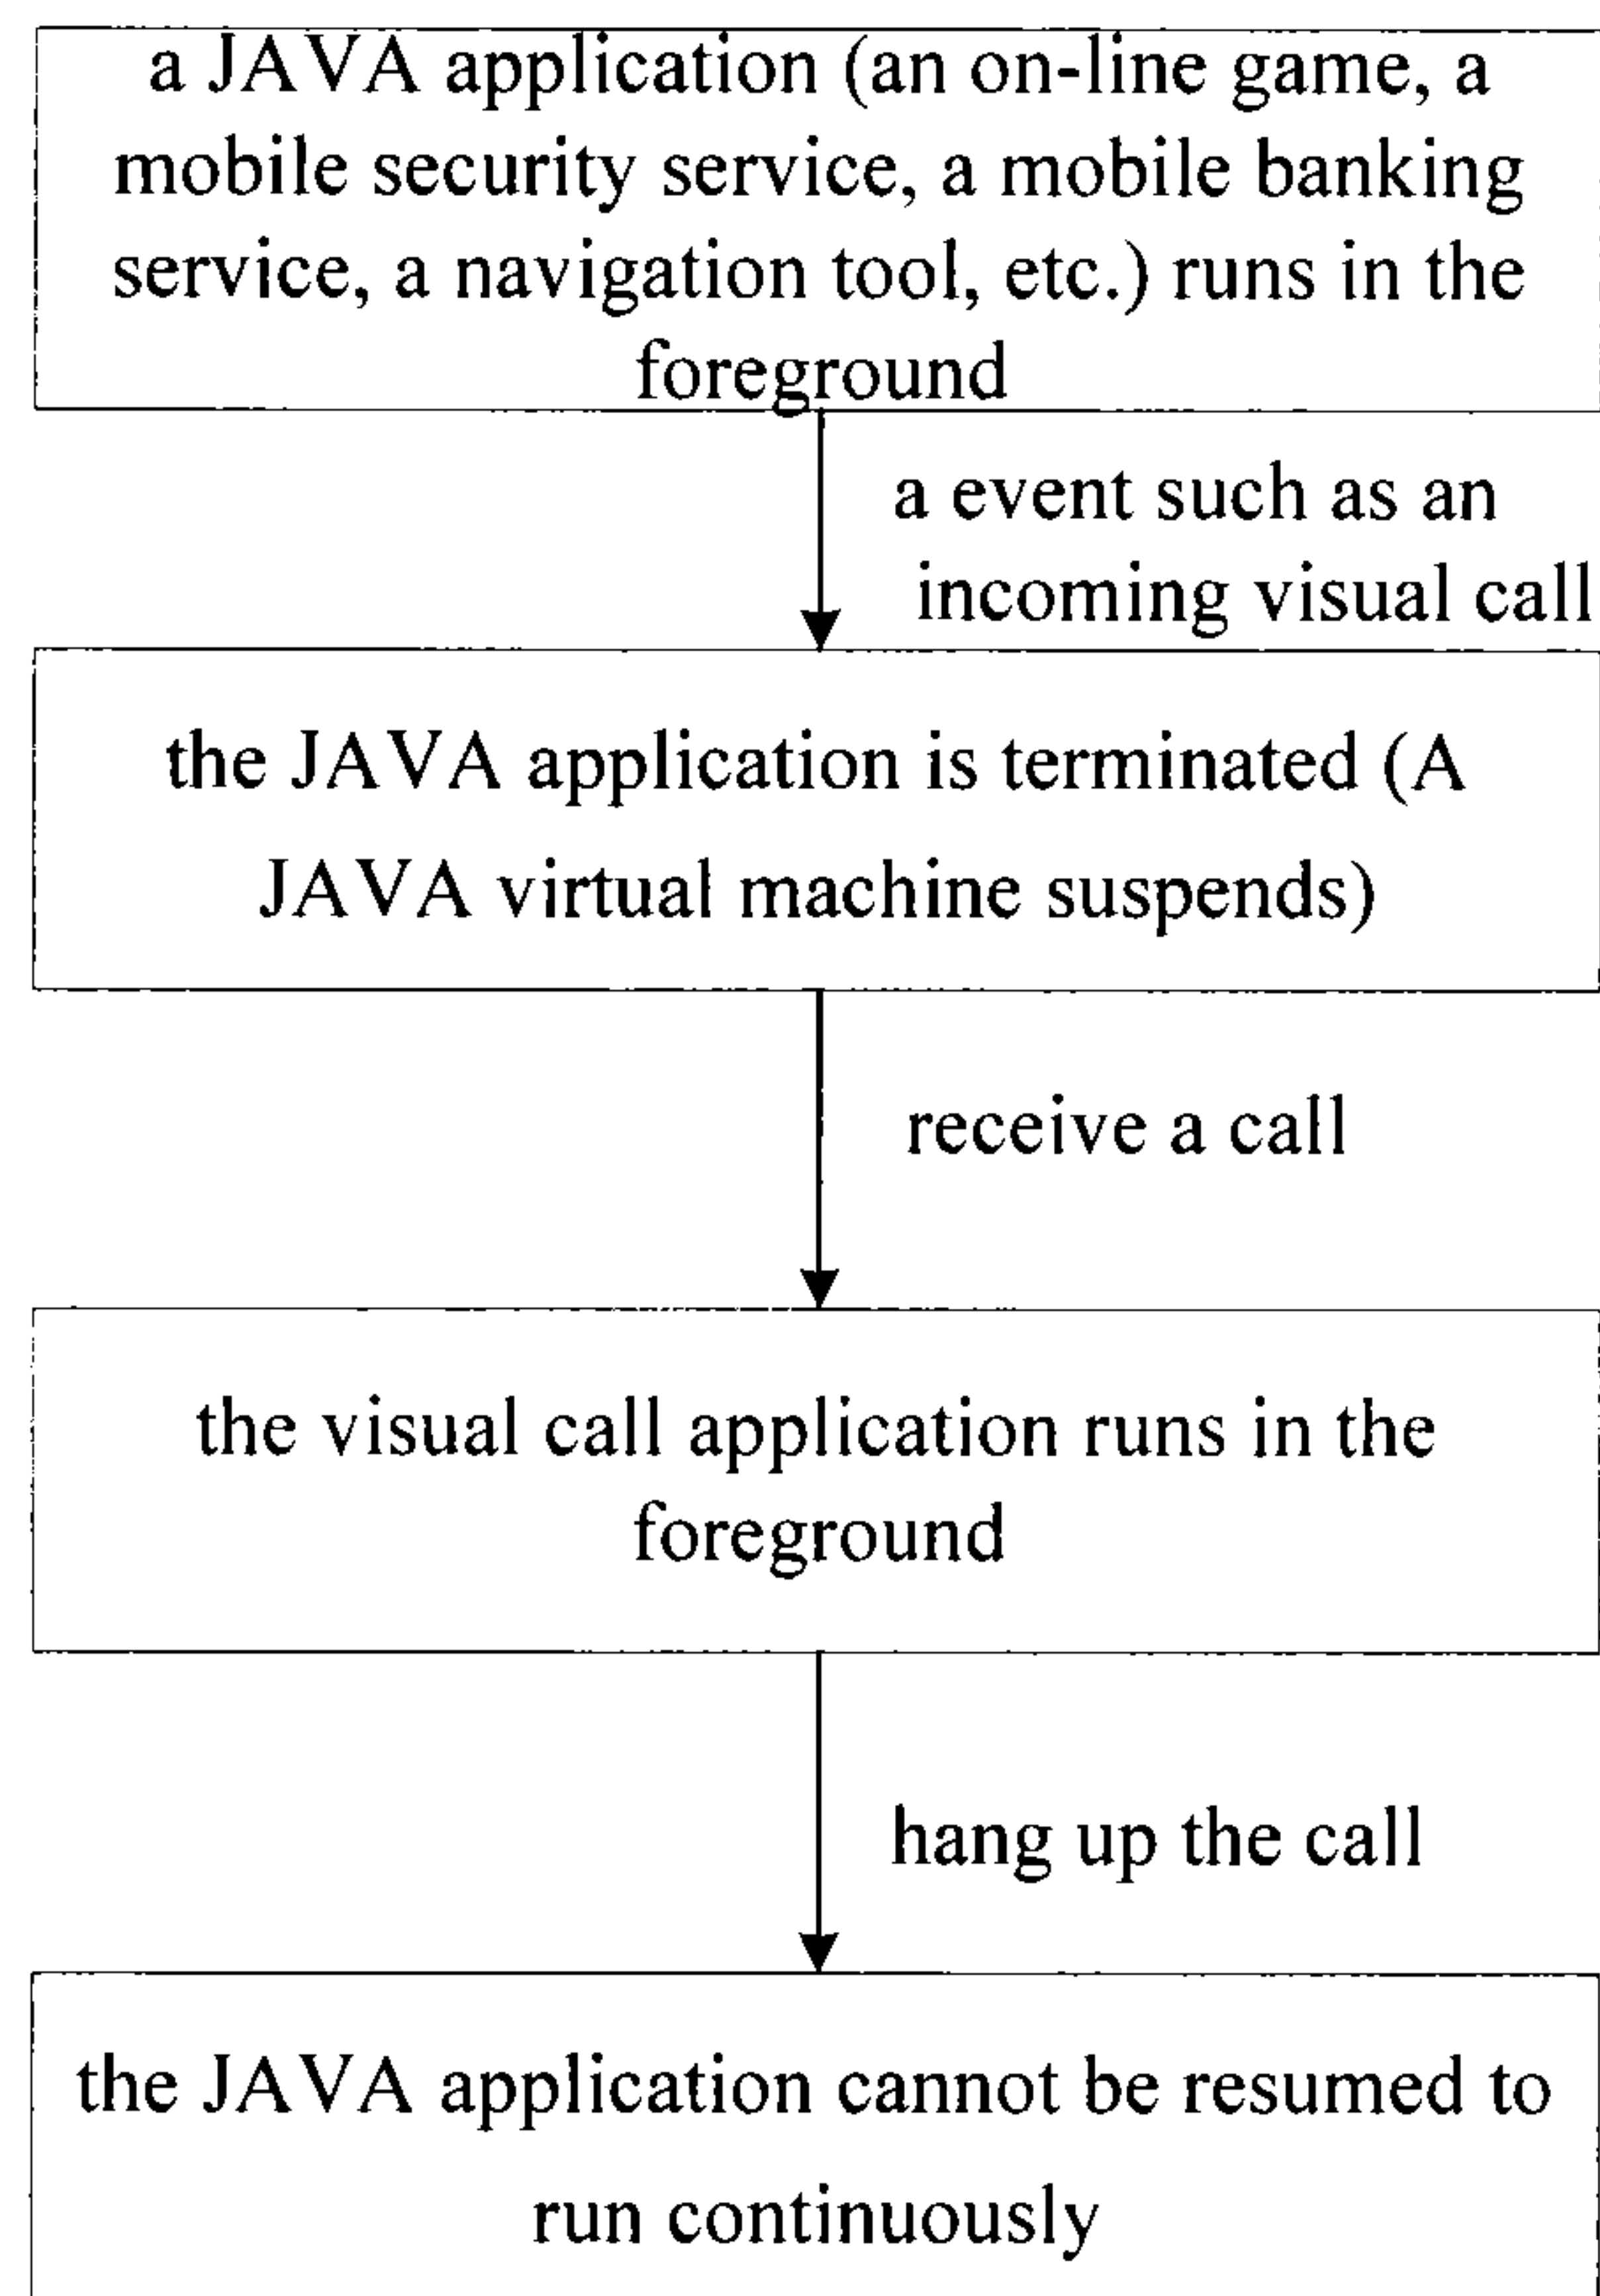 a JAVA application (an on-line game, a
mobile security service, a mobile banking
service, a navigation tool, etc.) runs in the
foreground
a event such as an
incoming visual call
the JAVA application is terminated (A
JAVA virtual machine suspends)
receive a call
the visual call application runs in the
foreground
hang up the call
the JAVA application cannot be resumed to
run continuously